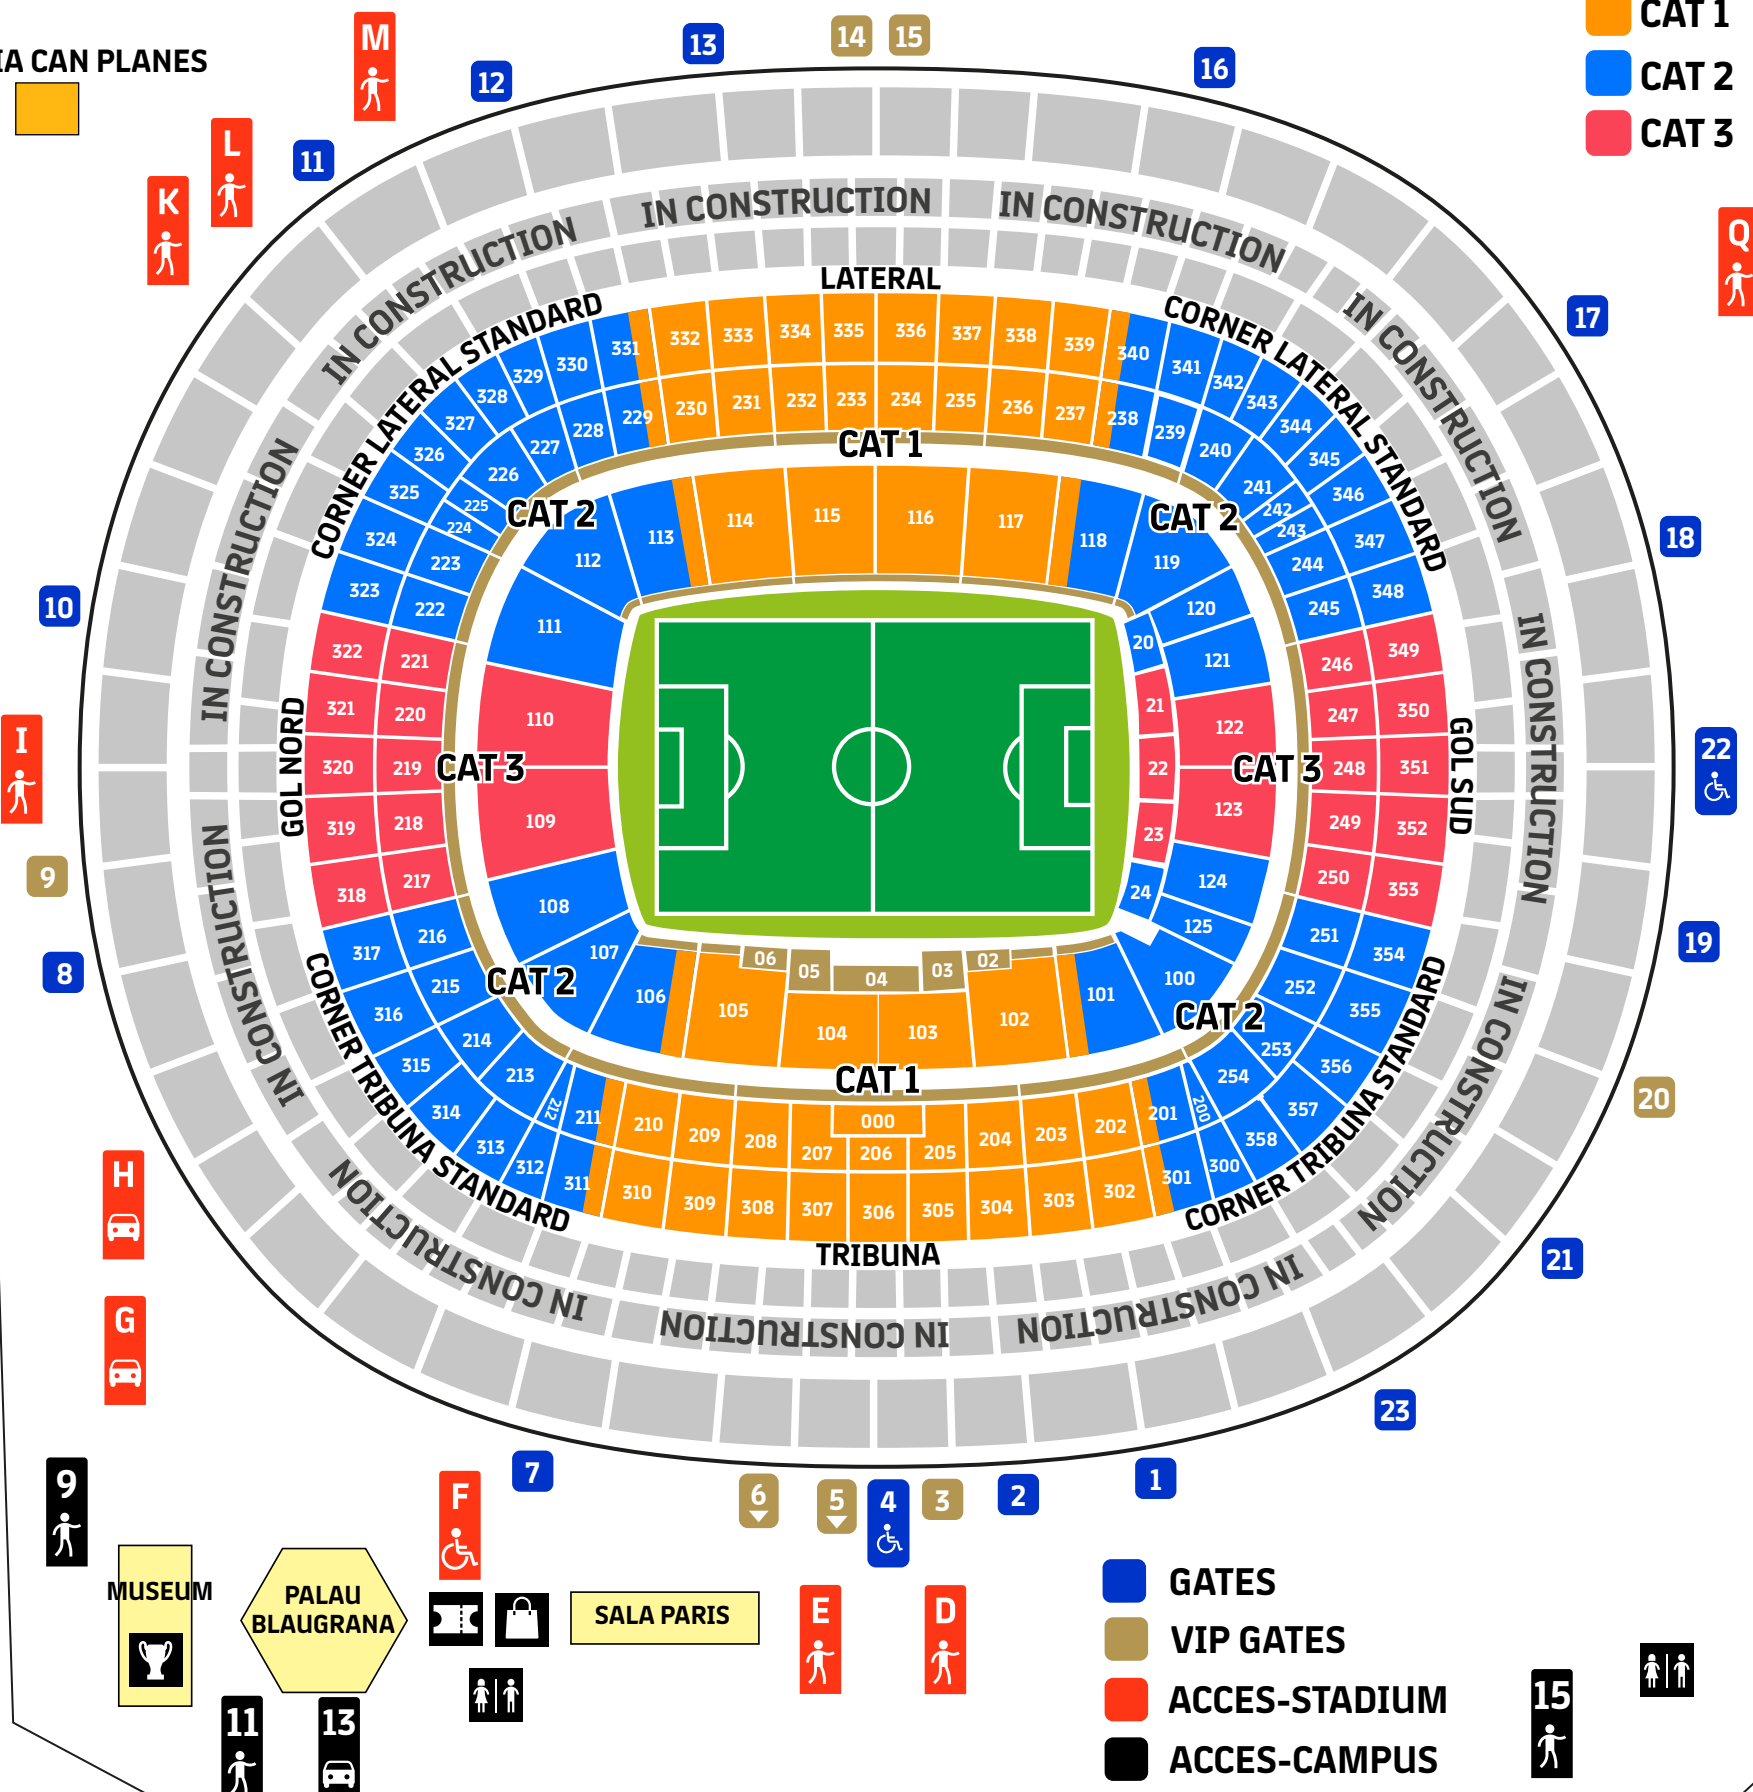 13
14
15
16
CAT 1
CAT 2
CAT 3
IA CAN PLANES
M
12
L
11
K
Q
17
18
10
I
9
8
22
19
20
21
23
H
G
IN CONSTRUCTION
IN CONSTRUCTION
IN CONSTRUCTION
IN CONSTRUCTION
IN CONSTRUCTION
IN CONSTRUCTION
IN CONSTRUCTION
IN CONSTRUCTION
IN CONSTRUCTION
IN CONSTRUCTION
IN CONSTRUCTION
IN CONSTRUCTION
LATERAL
CORNER LATERAL STANDARD
CORNER LATERAL STANDARD
332 333 334 335 336 337 338 339
331 330 329 328 327 326 325 324 323
340 341 342 343 344 345 346 347 348
230 231 232 233 234 235 236 237
229 228 227 226 225 224 223 222
238 239 240 241 242 243 244 245
CAT 1
CAT 2
CAT 2
113 114 115 116 117 118
112 119
111 120
20 121
GOL NORD
322 221
321 220
320 219
319 218
318 217
110
CAT 3
109
21
22
23
122
CAT 3
123
246 349
247 350
248 351
249 352
250 353
GOL SUD
108
107
CAT 2
106
24 124
125
100
101
CAT 2
06 05 04 03 02
105 104 103 102
CAT 1
317 216
316 215
315 214
314 213
313 212
312 211
311
251 354
252 355
253 356
254 357
200 358
201 300
301
000
210 209 208 207 206 205 204 203 202
310 309 308 307 306 305 304 303 302
CORNER TRIBUNA STANDARD
CORNER TRIBUNA STANDARD
TRIBUNA
7
6
5
4
3
2
1
9
F
MUSEUM
PALAU
BLAUGRANA
SALA PARIS
E
D
11
13
15
GATES
VIP GATES
ACCES-STADIUM
ACCES-CAMPUS